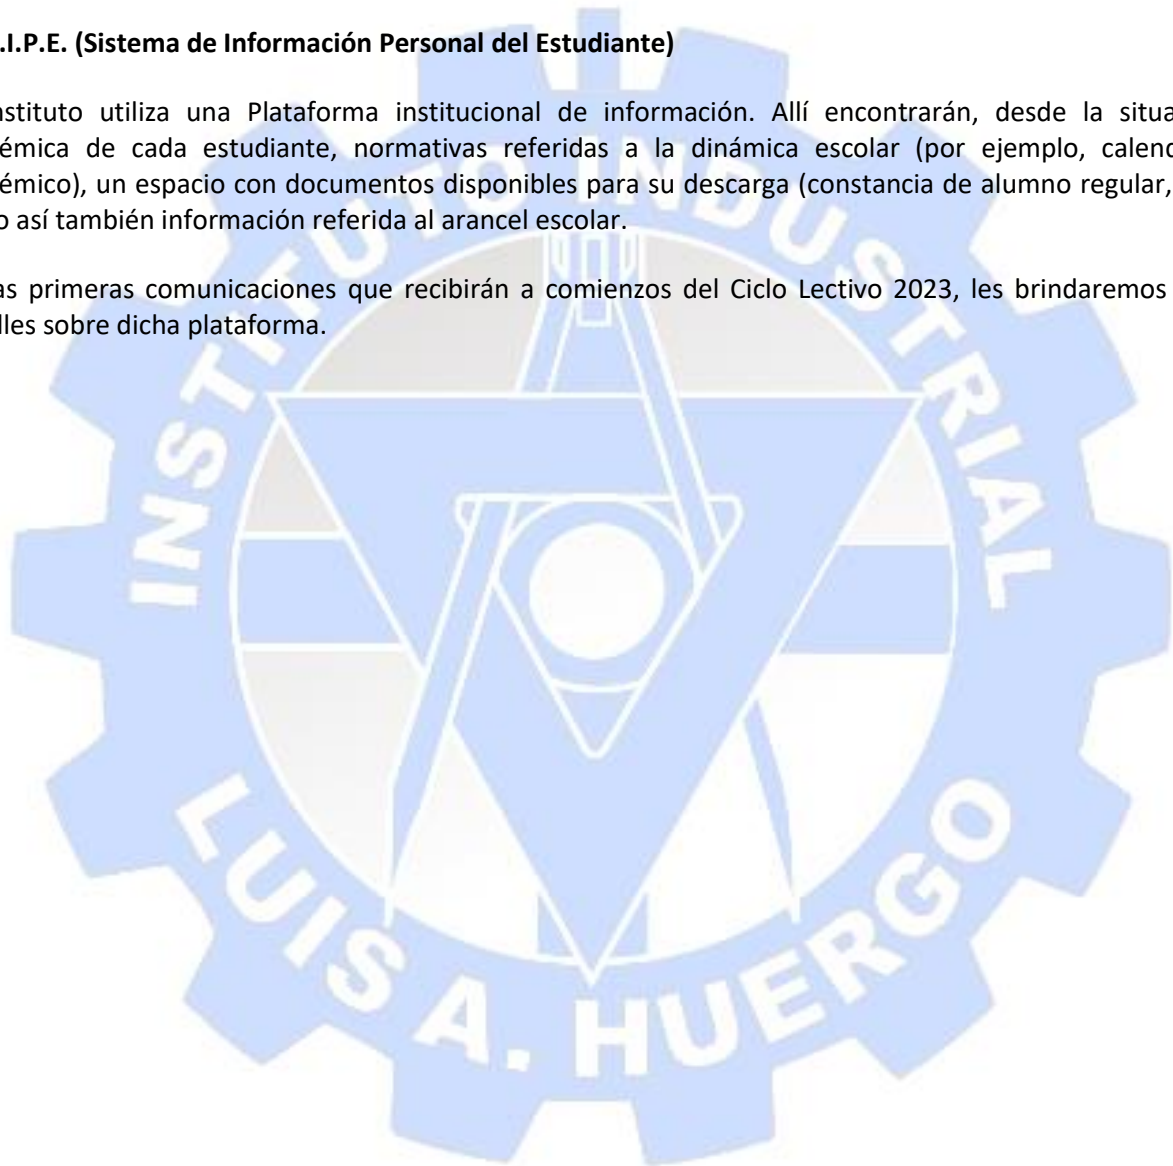 .I.P.E. (Sistema de Información Personal del Estudiante)
nstituto utiliza una Plataforma institucional de información. Allí encontrarán, desde la situa
émica de cada estudiante, normativas referidas a la dinámica escolar (por ejemplo, calend
émico), un espacio con documentos disponibles para su descarga (constancia de alumno regular,
o así también información referida al arancel escolar.
as primeras comunicaciones que recibirán a comienzos del Ciclo Lectivo 2023, les brindaremos
lles sobre dicha plataforma.
INSTITUTO INDUSTRIAL
LUIS A. HUERGO